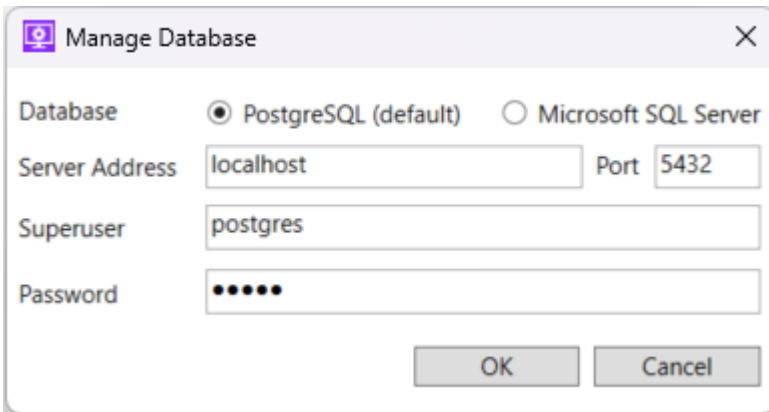 Manage Database
Database PostgreSQL (default) Microsoft SQL Server
Server Address localhost Port 5432
Superuser postgres
Password •••••
OK Cancel